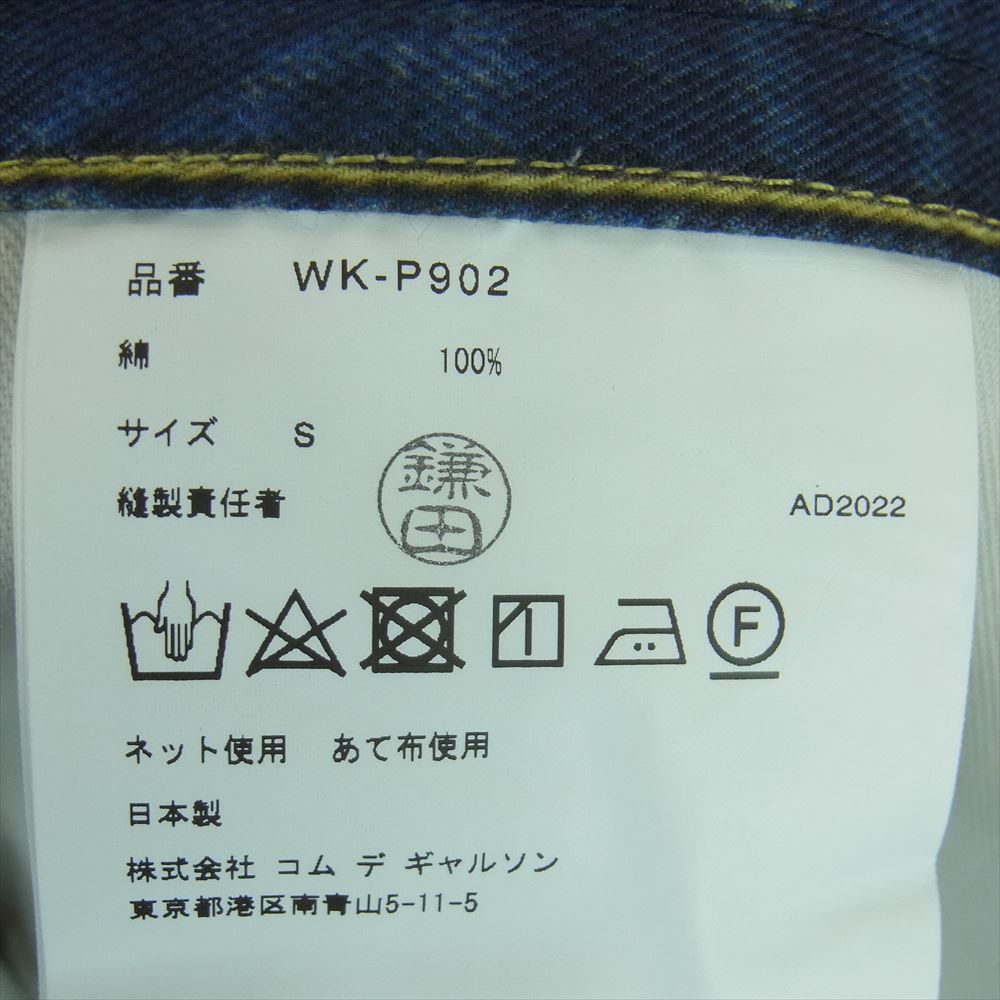 品番 WK-P902
綿 100%
サイズ S
縫製責任者 鎌田 AD2022
F
ネット使用 あて布使用
日本製
株式会社 コム デ ギャルソン
東京都港区南青山5-11-5